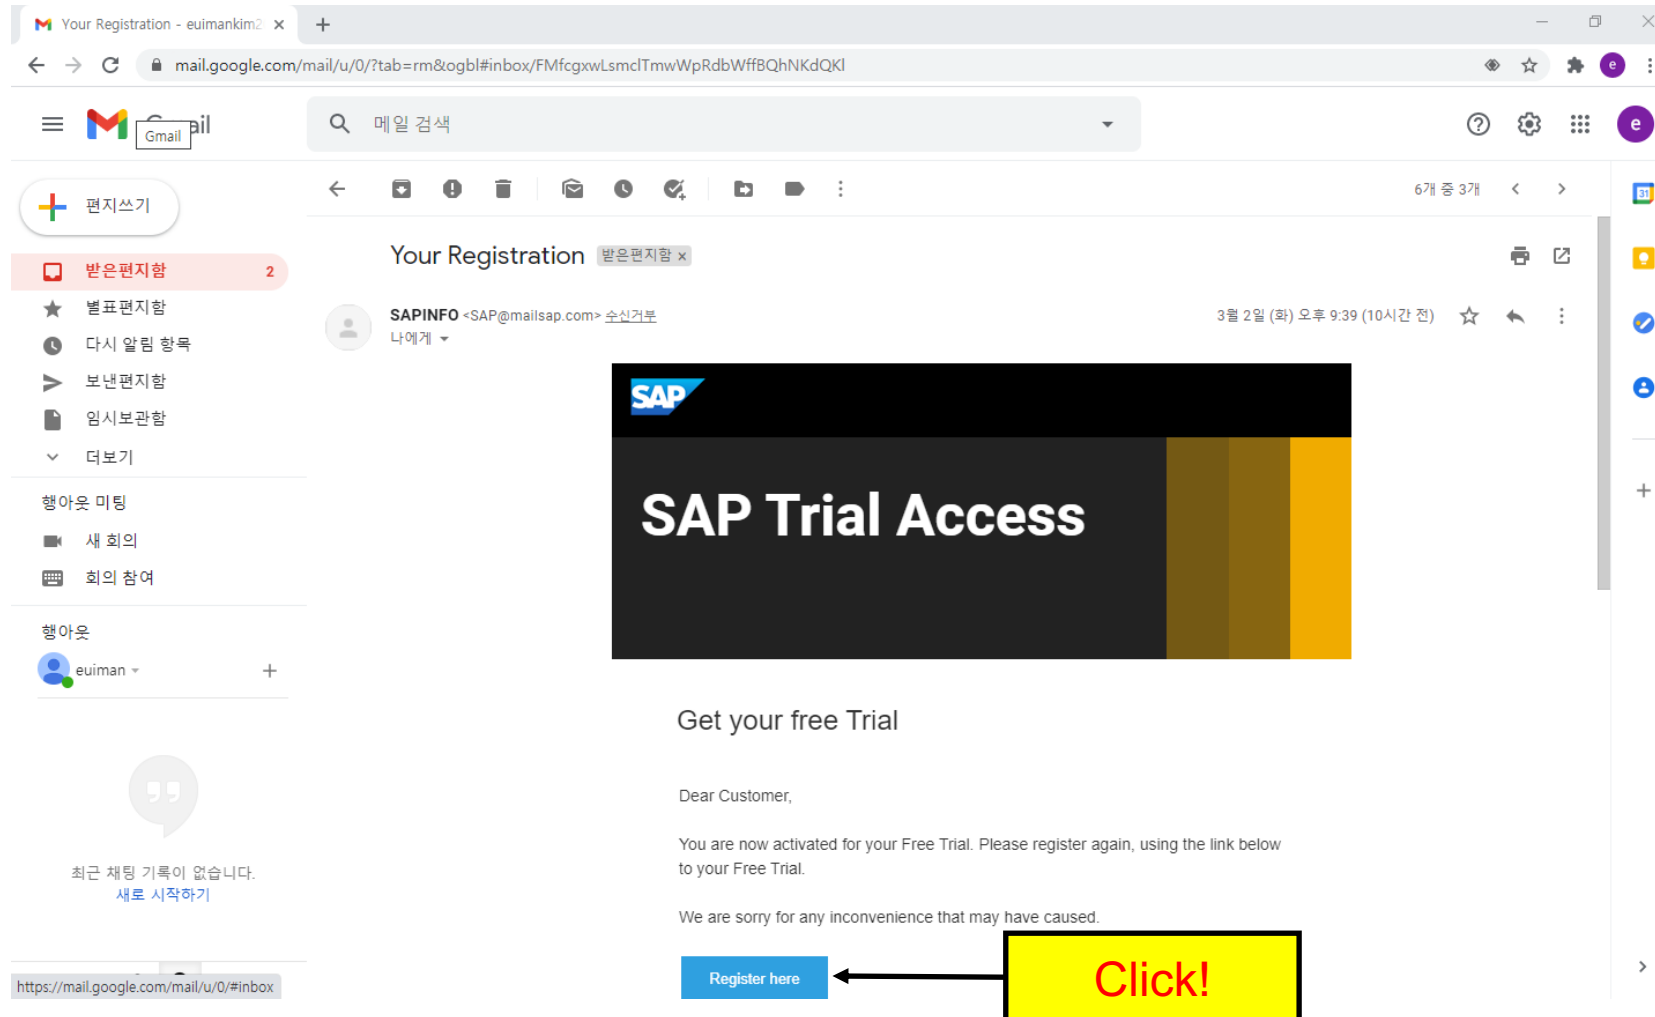 Your Registration - euimankim2
mail.google.com/mail/u/0/?tab=rm&ogbl#inbox/FMfcgxwLsmclTmwWpRdbWffBQhNKdQKl
e
Gmail
메일 검색
e
편지쓰기
6개 중 3개
31
받은편지함 2
별표편지함
다시 알림 항목
보낸편지함
임시보관함
더보기
행아웃 미팅
새 회의
회의 참여
행아웃
euiman
최근 채팅 기록이 없습니다.
새로 시작하기
https://mail.google.com/mail/u/0/#inbox
Your Registration 받은편지함 x
SAPINFO <SAP@mailsap.com> 수신거부
3월 2일 (화) 오후 9:39 (10시간 전)
나에게
SAP
SAP Trial Access
Get your free Trial
Dear Customer,
You are now activated for your Free Trial. Please register again, using the link below
to your Free Trial.
We are sorry for any inconvenience that may have caused.
Register here
Click!